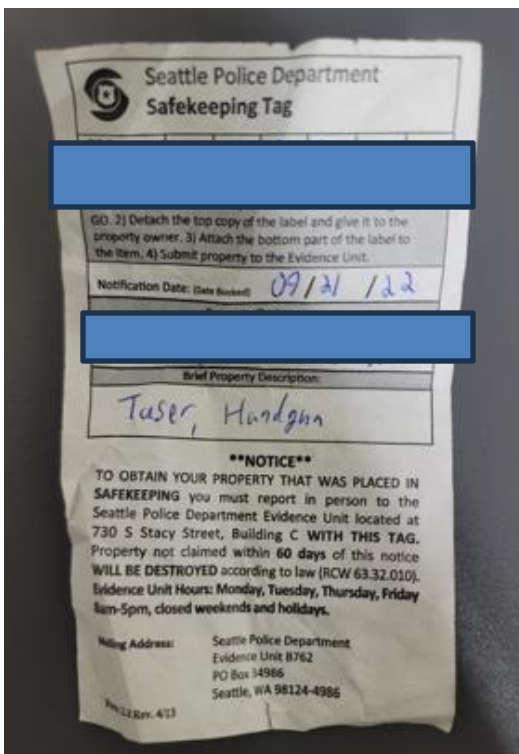 Seattle Police Department
Safekeeping Tag
GO. 2) Detach the top copy of the label and give it to the
property owner. 3) Attach the bottom part of the label to
the item. 4) Submit property to the Evidence Unit.
Notification Date: (Date Booked) 09/21/22
Brief Property Description:
Taser, Handgun
**NOTICE**
TO OBTAIN YOUR PROPERTY THAT WAS PLACED IN
SAFEKEEPING you must report in person to the
Seattle Police Department Evidence Unit located at
730 S Stacy Street, Building C WITH THIS TAG.
Property not claimed within 60 days of this notice
WILL BE DESTROYED according to law (RCW 63.32.010).
Evidence Unit Hours: Monday, Tuesday, Thursday, Friday
8am-5pm, closed weekends and holidays.
Mailing Address: Seattle Police Department
Evidence Unit B762
PO Box 34986
Seattle, WA 98124-4986
Rev. 4/13